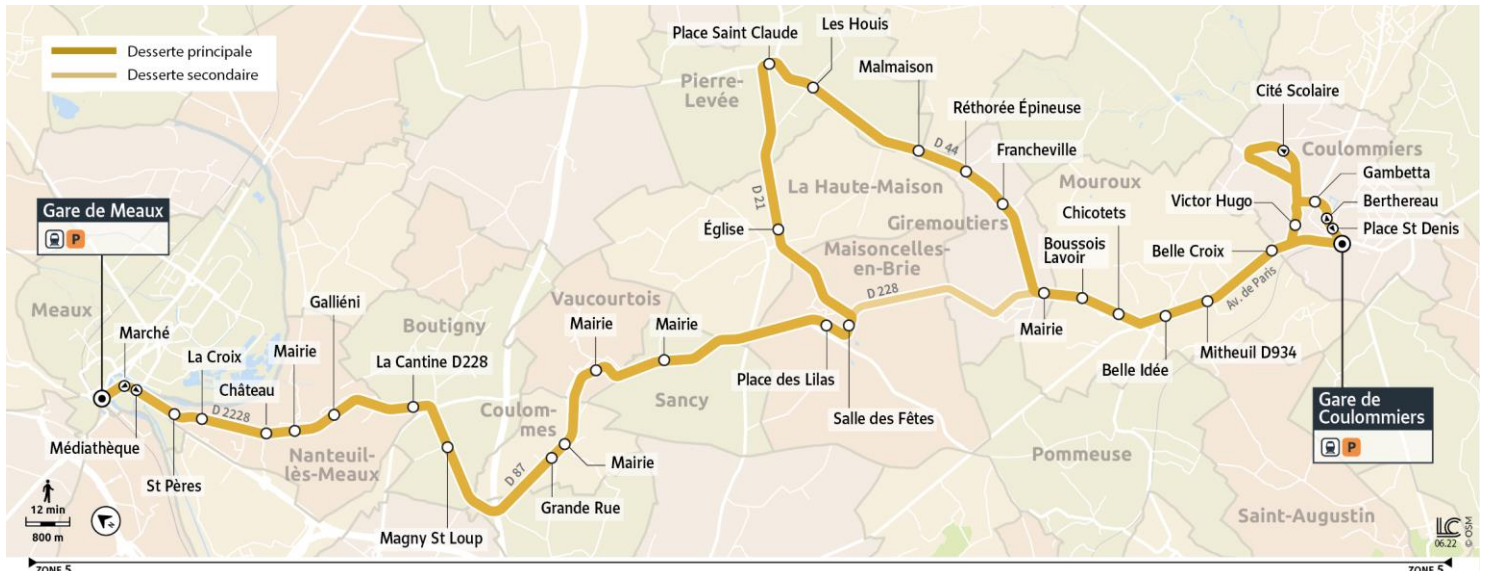 Desserte principale
Desserte secondaire
Place Saint Claude
Les Houis
Malmaison
Réthorée Épineuse
Francheville
Cité Scolaire
Pierre-
Levée
D 44
Coulommiers
Gambetta
Berthereau
Place St Denis
Victor Hugo
Mouroux
La Haute-Maison
Giremoutiers
Chicotets
Gare de Meaux
P
D 21
Église
Maisoncelles-
en-Brie
Boussois
Lavoir
Belle Croix
D 228
Av. de Paris
Meaux
Marché
La Croix
Mairie
Galliéni
Château
Boutigny
La Cantine D228
Vaucourtois
Mairie
Mairie
Mairie
Belle Idée
Mitheuil D934
Place des Lilas
Salle des Fêtes
Sancy
Gare de
Coulommiers
P
D 2228
Médiathèque
St Pères
Nanteuil-
lès-Meaux
Coulom-
mes
D 87
Mairie
Grande Rue
Magny St Loup
Pommeuse
Saint-Augustin
12 min
800 m
N
LC
06.22
© OSM
ZONE 5
ZONE 5